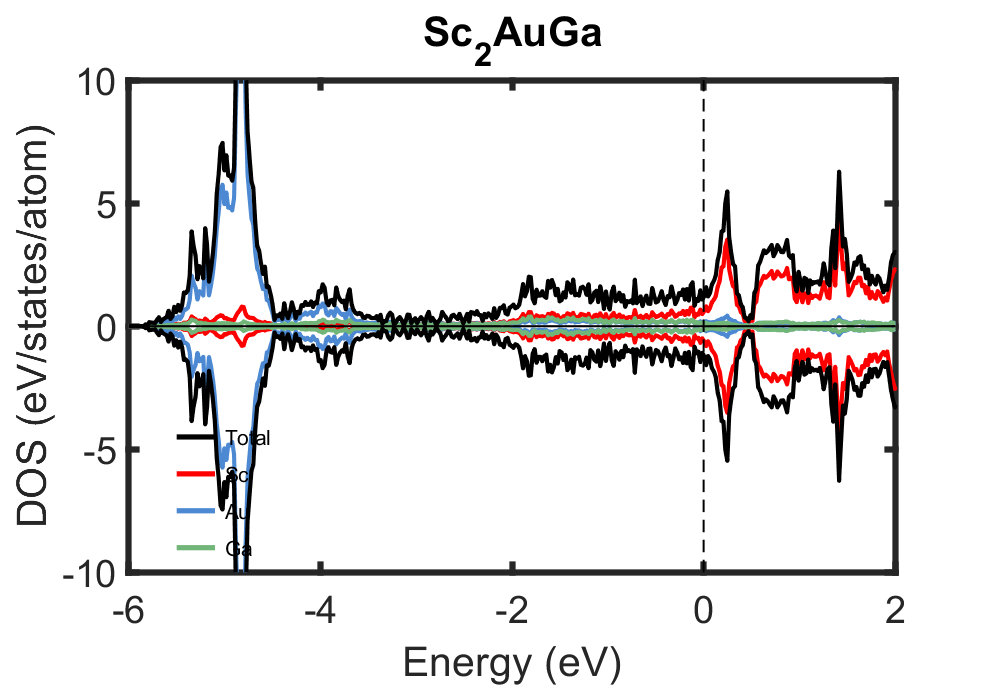 Sc₂AuGa
10
5
0
-5
-10
DOS (eV/states/atom)
Total
Sc
Au
Ga
-6 -4 -2 0 2
Energy (eV)